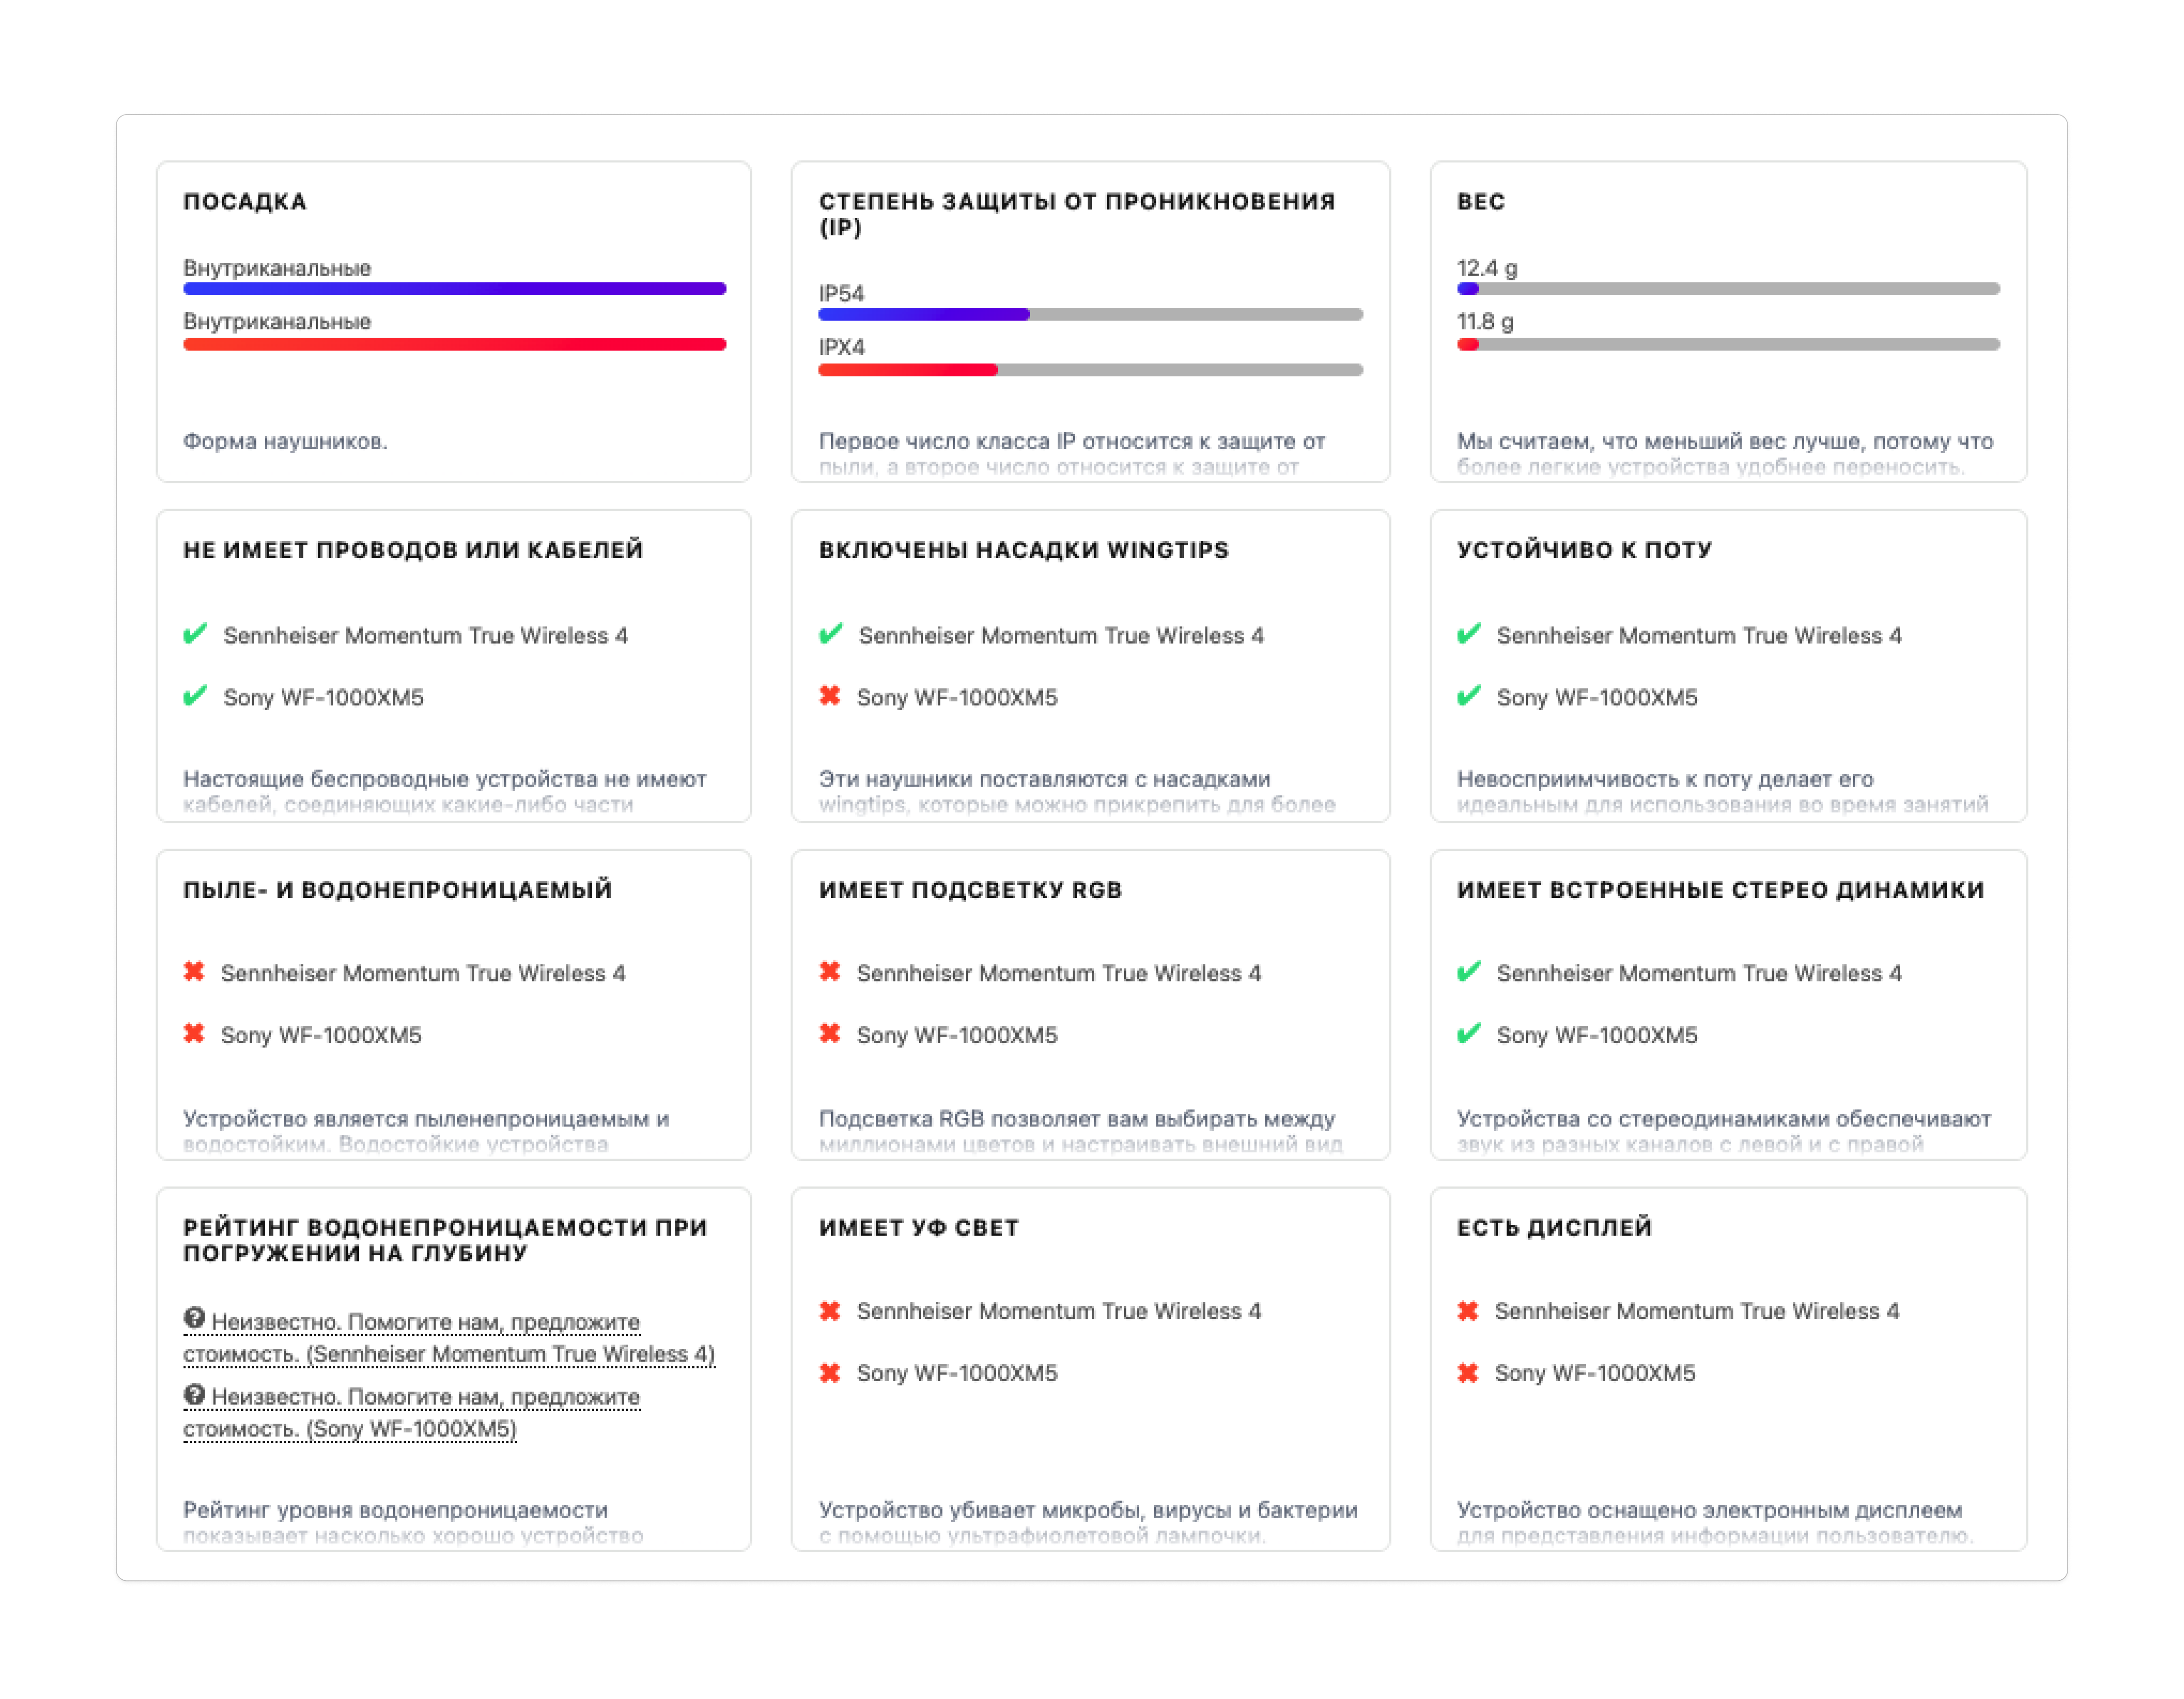 ПОСАДКА
Внутриканальные
Внутриканальные
Форма наушников.
СТЕПЕНЬ ЗАЩИТЫ ОТ ПРОНИКНОВЕНИЯ
(IP)
IP54
IPX4
Первое число класса IP относится к защите от
пыли, а второе число относится к защите от
ВЕС
12.4 g
11.8 g
Мы считаем, что меньший вес лучше, потому что
более легкие устройства удобнее переносить.
НЕ ИМЕЕТ ПРОВОДОВ ИЛИ КАБЕЛЕЙ
✔ Sennheiser Momentum True Wireless 4
✔ Sony WF-1000XM5
Настоящие беспроводные устройства не имеют
кабелей, соединяющих какие-либо части
ВКЛЮЧЕНЫ НАСАДКИ WINGTIPS
✔ Sennheiser Momentum True Wireless 4
✖ Sony WF-1000XM5
Эти наушники поставляются с насадками
wingtips, которые можно прикрепить для более
УСТОЙЧИВО К ПОТУ
✔ Sennheiser Momentum True Wireless 4
✔ Sony WF-1000XM5
Невосприимчивость к поту делает его
идеальным для использования во время занятий
ПЫЛЕ- И ВОДОНЕПРОНИЦАЕМЫЙ
✖ Sennheiser Momentum True Wireless 4
✖ Sony WF-1000XM5
Устройство является пыленепроницаемым и
водостойким. Водостойкие устройства
ИМЕЕТ ПОДСВЕТКУ RGB
✖ Sennheiser Momentum True Wireless 4
✖ Sony WF-1000XM5
Подсветка RGB позволяет вам выбирать между
миллионами цветов и настраивать внешний вид
ИМЕЕТ ВСТРОЕННЫЕ СТЕРЕО ДИНАМИКИ
✔ Sennheiser Momentum True Wireless 4
✔ Sony WF-1000XM5
Устройства со стереодинамиками обеспечивают
звук из разных каналов с левой и с правой
РЕЙТИНГ ВОДОНЕПРОНИЦАЕМОСТИ ПРИ
ПОГРУЖЕНИИ НА ГЛУБИНУ
? Неизвестно. Помогите нам, предложите
стоимость. (Sennheiser Momentum True Wireless 4)
? Неизвестно. Помогите нам, предложите
стоимость. (Sony WF-1000XM5)
Рейтинг уровня водонепроницаемости
показывает насколько хорошо устройство
ИМЕЕТ УФ СВЕТ
✖ Sennheiser Momentum True Wireless 4
✖ Sony WF-1000XM5
Устройство убивает микробы, вирусы и бактерии
с помощью ультрафиолетовой лампочки.
ЕСТЬ ДИСПЛЕЙ
✖ Sennheiser Momentum True Wireless 4
✖ Sony WF-1000XM5
Устройство оснащено электронным дисплеем
для представления информации пользователю.